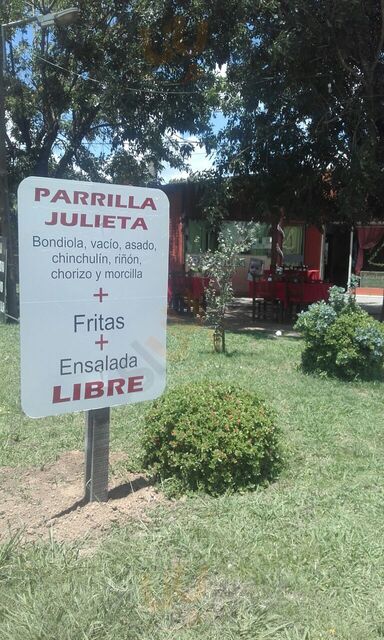 PARRILLA
JULIETA
Bondiola, vacío, asado,
chinchulín, riñón,
chorizo y morcilla
+
Fritas
+
Ensalada
LIBRE